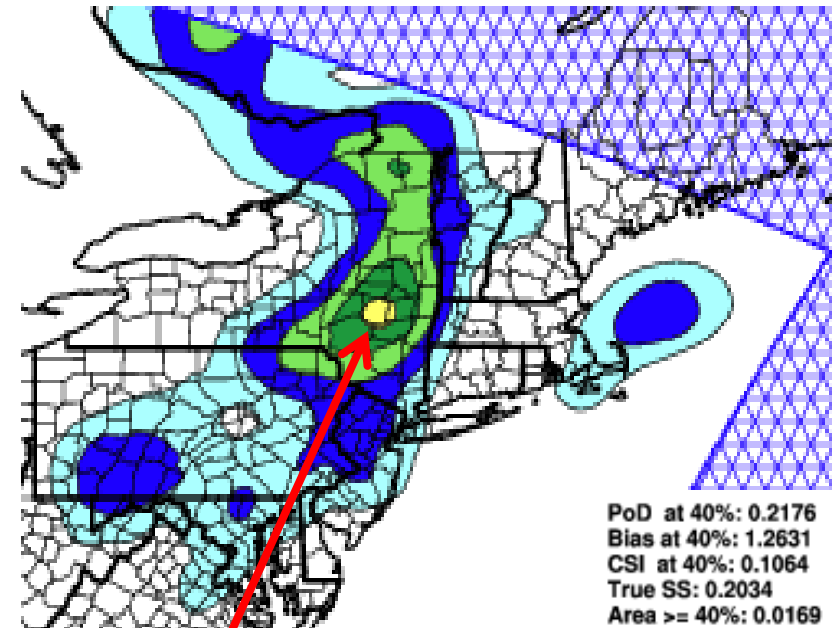 PoD at 40%: 0.2176
Bias at 40%: 1.2631
CSI at 40%: 0.1064
True SS: 0.2034
Area >= 40%: 0.0169